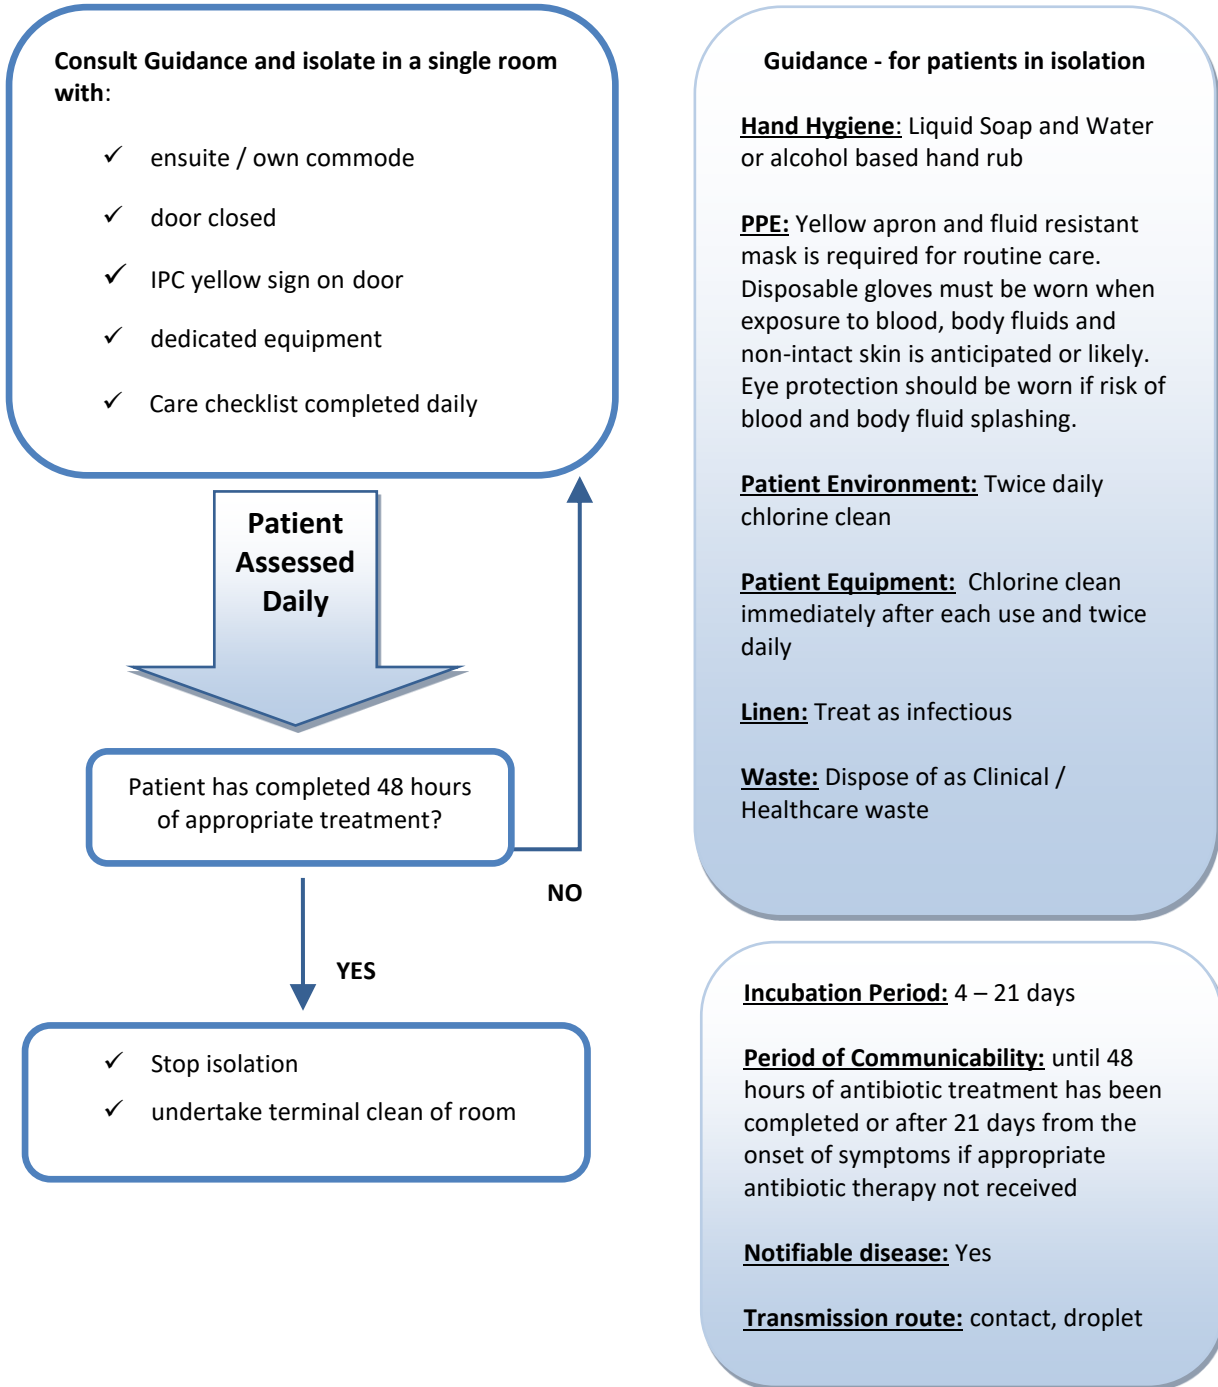 Consult Guidance and isolate in a single room
with:
✓ ensuite / own commode
✓ door closed
✓ IPC yellow sign on door
✓ dedicated equipment
✓ Care checklist completed daily
Patient
Assessed
Daily
Patient has completed 48 hours
of appropriate treatment?
NO
YES
✓ Stop isolation
✓ undertake terminal clean of room
Guidance - for patients in isolation
Hand Hygiene: Liquid Soap and Water
or alcohol based hand rub
PPE: Yellow apron and fluid resistant
mask is required for routine care.
Disposable gloves must be worn when
exposure to blood, body fluids and
non-intact skin is anticipated or likely.
Eye protection should be worn if risk of
blood and body fluid splashing.
Patient Environment: Twice daily
chlorine clean
Patient Equipment: Chlorine clean
immediately after each use and twice
daily
Linen: Treat as infectious
Waste: Dispose of as Clinical /
Healthcare waste
Incubation Period: 4 – 21 days
Period of Communicability: until 48
hours of antibiotic treatment has been
completed or after 21 days from the
onset of symptoms if appropriate
antibiotic therapy not received
Notifiable disease: Yes
Transmission route: contact, droplet